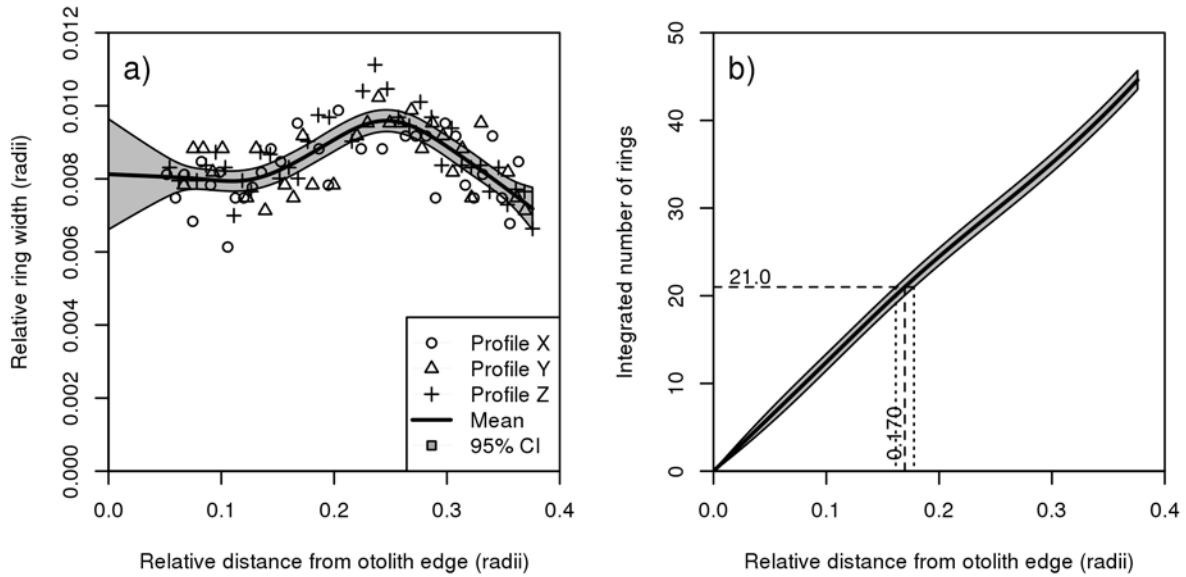 a)
Relative ring width (radii)
0.000
0.002
0.004
0.006
0.008
0.010
0.012
0.0
0.1
0.2
0.3
0.4
Relative distance from otolith edge (radii)
Profile X
Profile Y
Profile Z
Mean
95% CI
b)
Integrated number of rings
0
10
20
30
40
50
21.0
0.170
0.0
0.1
0.2
0.3
0.4
Relative distance from otolith edge (radii)